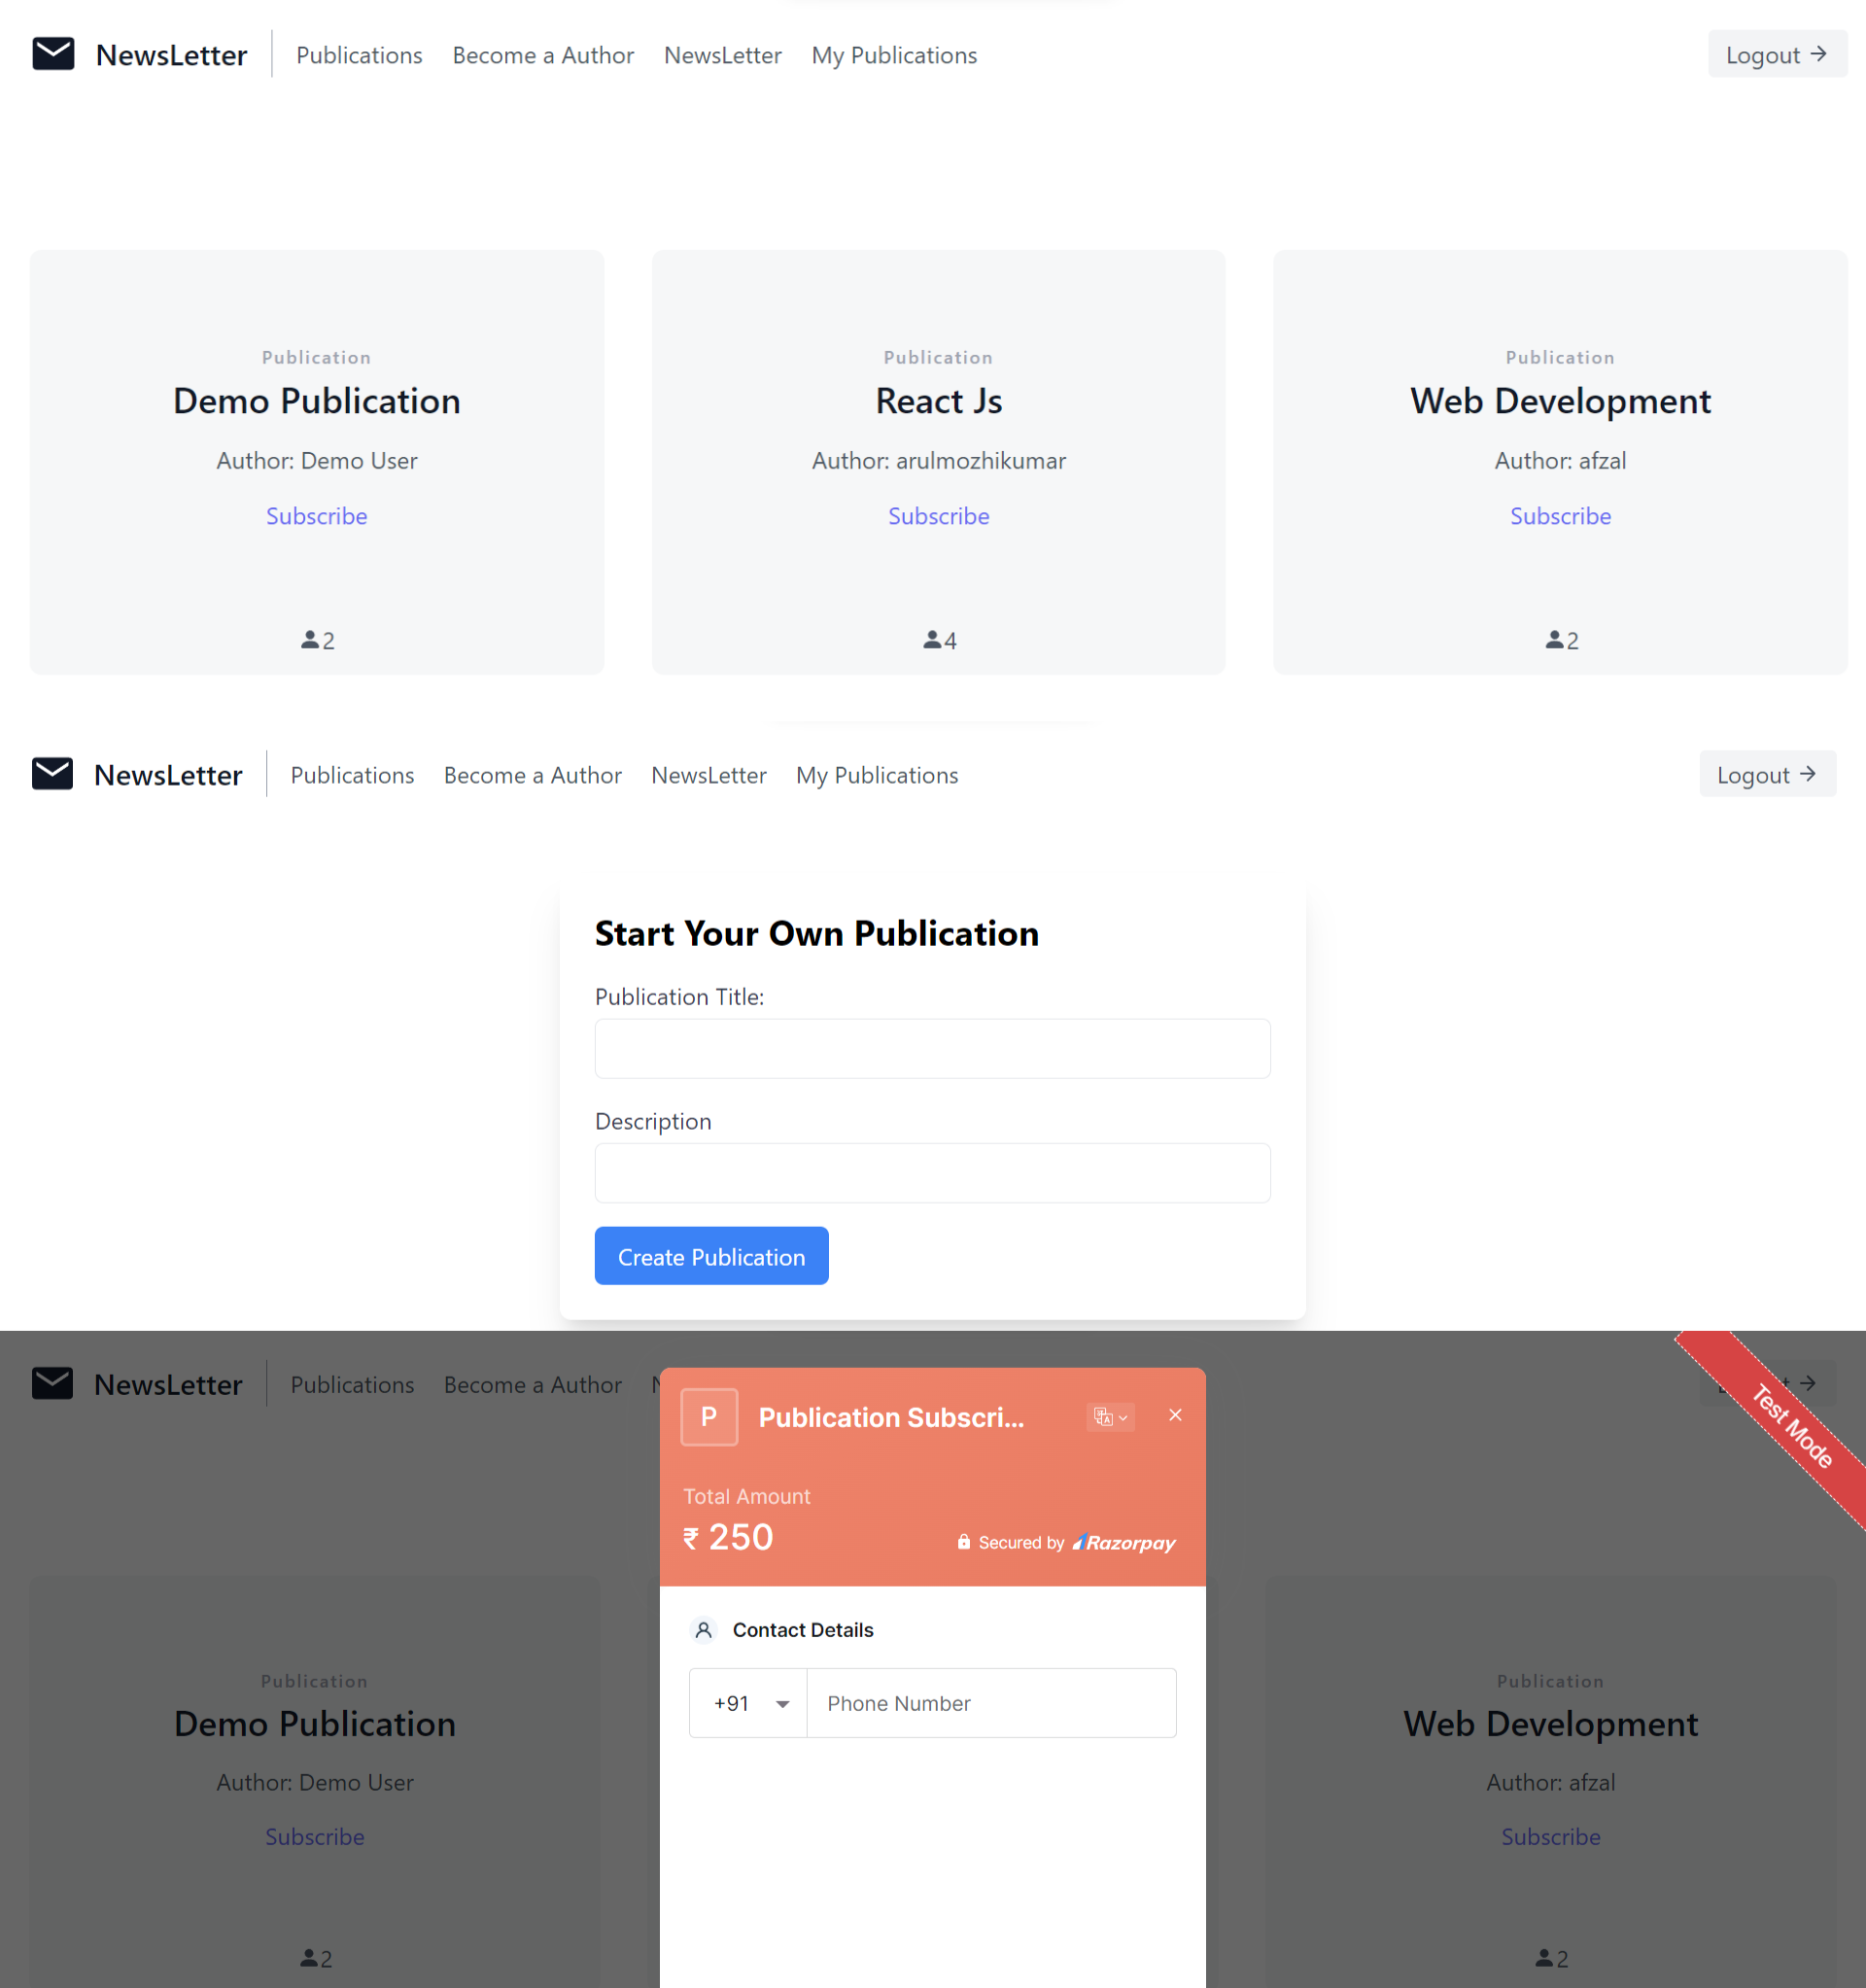 NewsLetter Publications Become a Author NewsLetter My Publications Logout →
Publication Publication Publication
Demo Publication React Js Web Development
Author: Demo User Author: arulmozhikumar Author: afzal
Subscribe Subscribe Subscribe
2 4 2
NewsLetter Publications Become a Author NewsLetter My Publications Logout →
Start Your Own Publication
Publication Title:
Description
Create Publication
NewsLetter Publications Become a Author
Test Mode
P Publication Subscri...
Total Amount
₹ 250 Secured by Razorpay
Contact Details
+91 Phone Number
Publication Publication
Demo Publication Web Development
Author: Demo User Author: afzal
Subscribe Subscribe
2 2